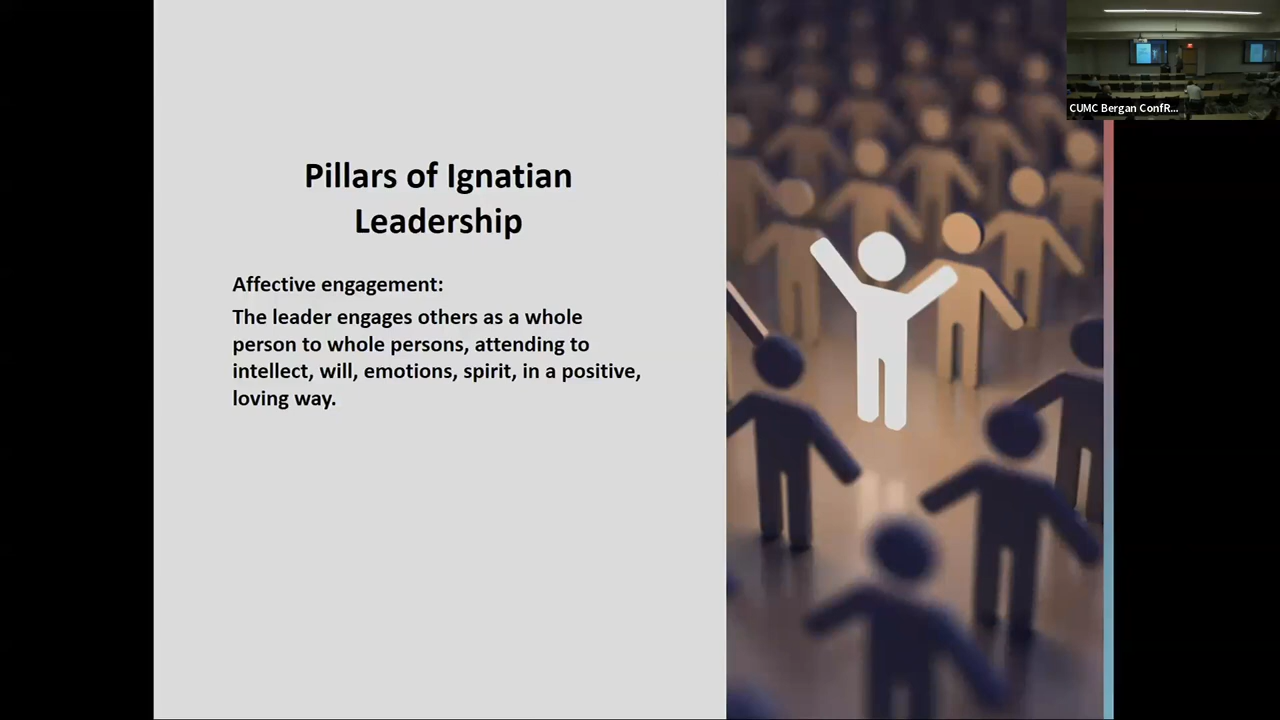 Pillars of Ignatian
Leadership
Affective engagement:
The leader engages others as a whole
person to whole persons, attending to
intellect, will, emotions, spirit, in a positive,
loving way.
CUMC Bergan ConfR...